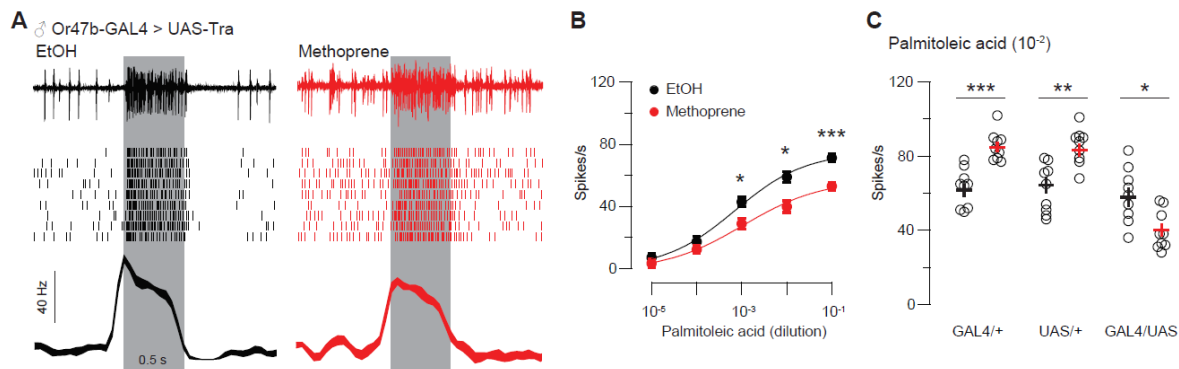 A
♂ Or47b-GAL4 > UAS-Tra
EtOH
Methoprene
40 Hz
0.5 s
B
120
80
40
0
Spikes/s
EtOH
Methoprene
*
*
***
10-5
10-3
10-1
Palmitoleic acid (dilution)
C
Palmitoleic acid (10-2)
120
80
40
0
Spikes/s
***
**
*
GAL4/+
UAS/+
GAL4/UAS